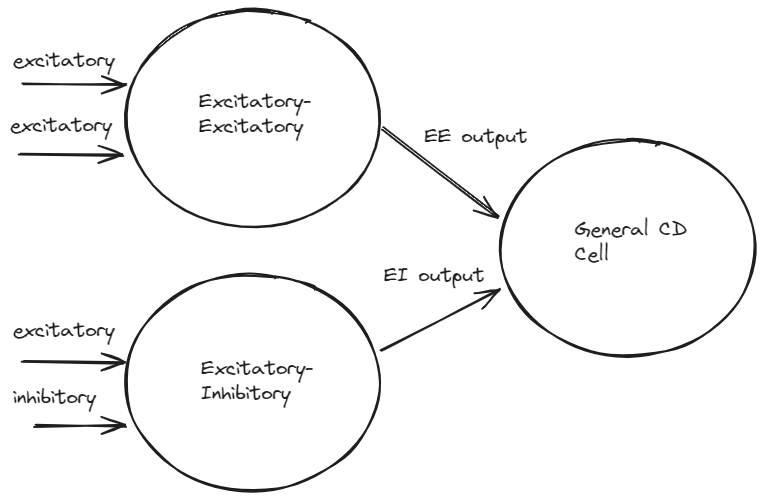 excitatory
excitatory
Excitatory-
Excitatory
EE output
General CD
Cell
EI output
excitatory
inhibitory
Excitatory-
Inhibitory